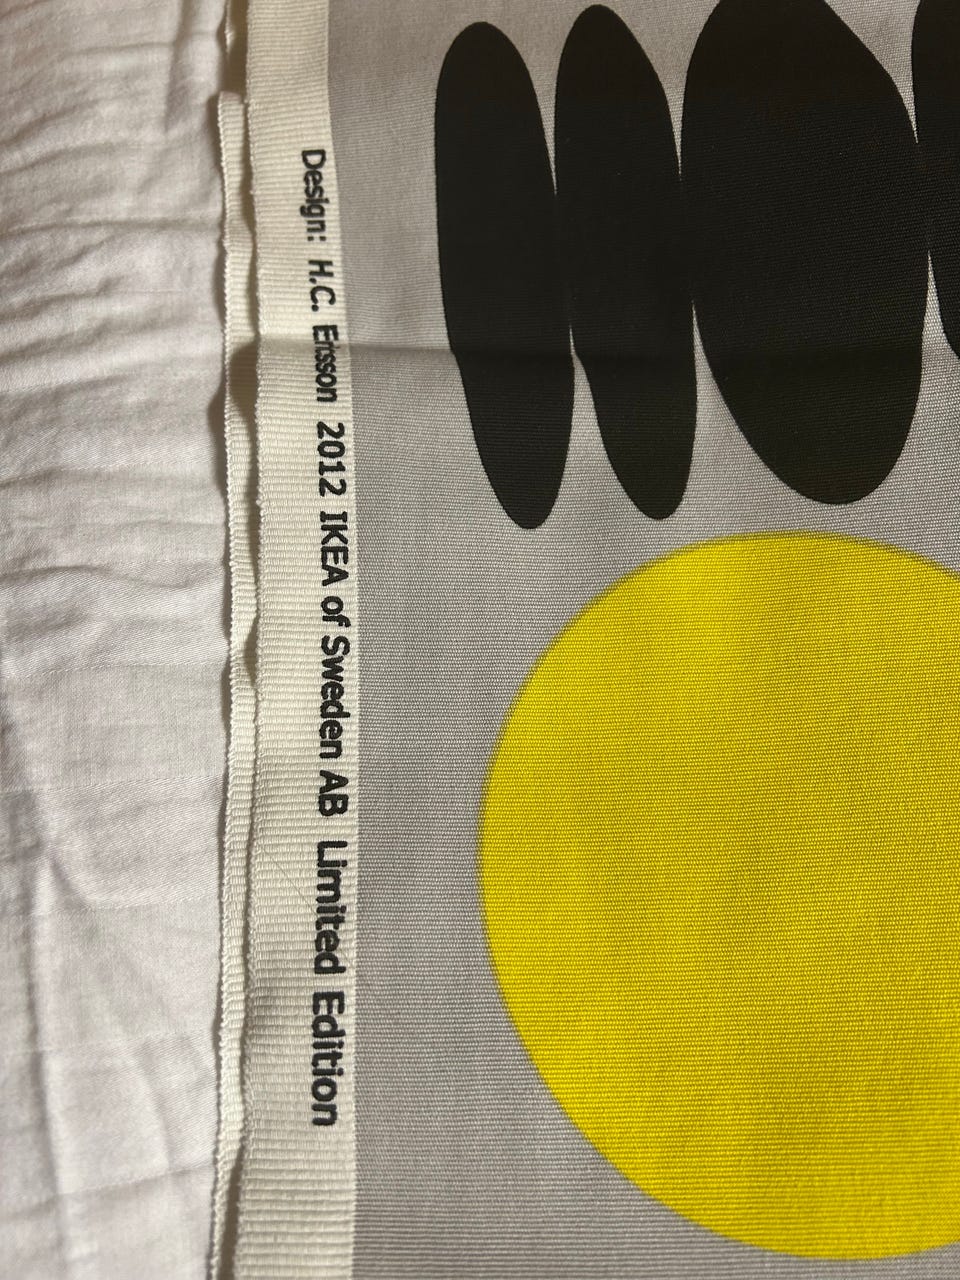 Design: H.C. Ericsson 2012 IKEA of Sweden AB Limited Edition